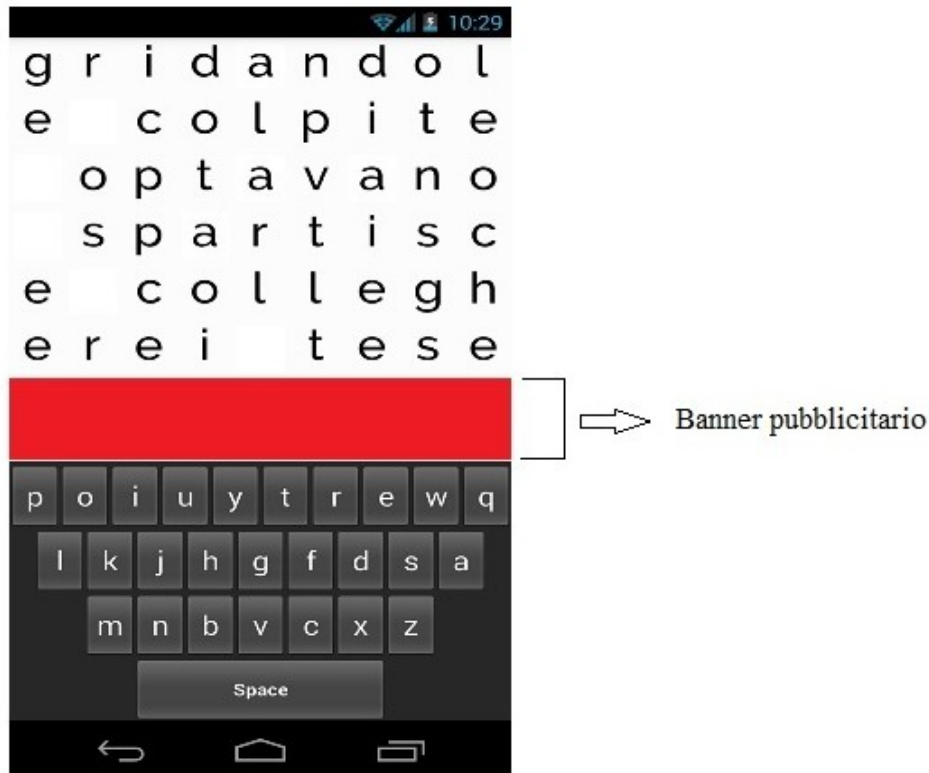 10:29
g r i d a n d o l
e c o l p i t e
o p t a v a n o
s p a r t i s c
e c o l l e g h
e r e i t e s e
Banner pubblicitario
p o i u y t r e w q
l k j h g f d s a
m n b v c x z
Space